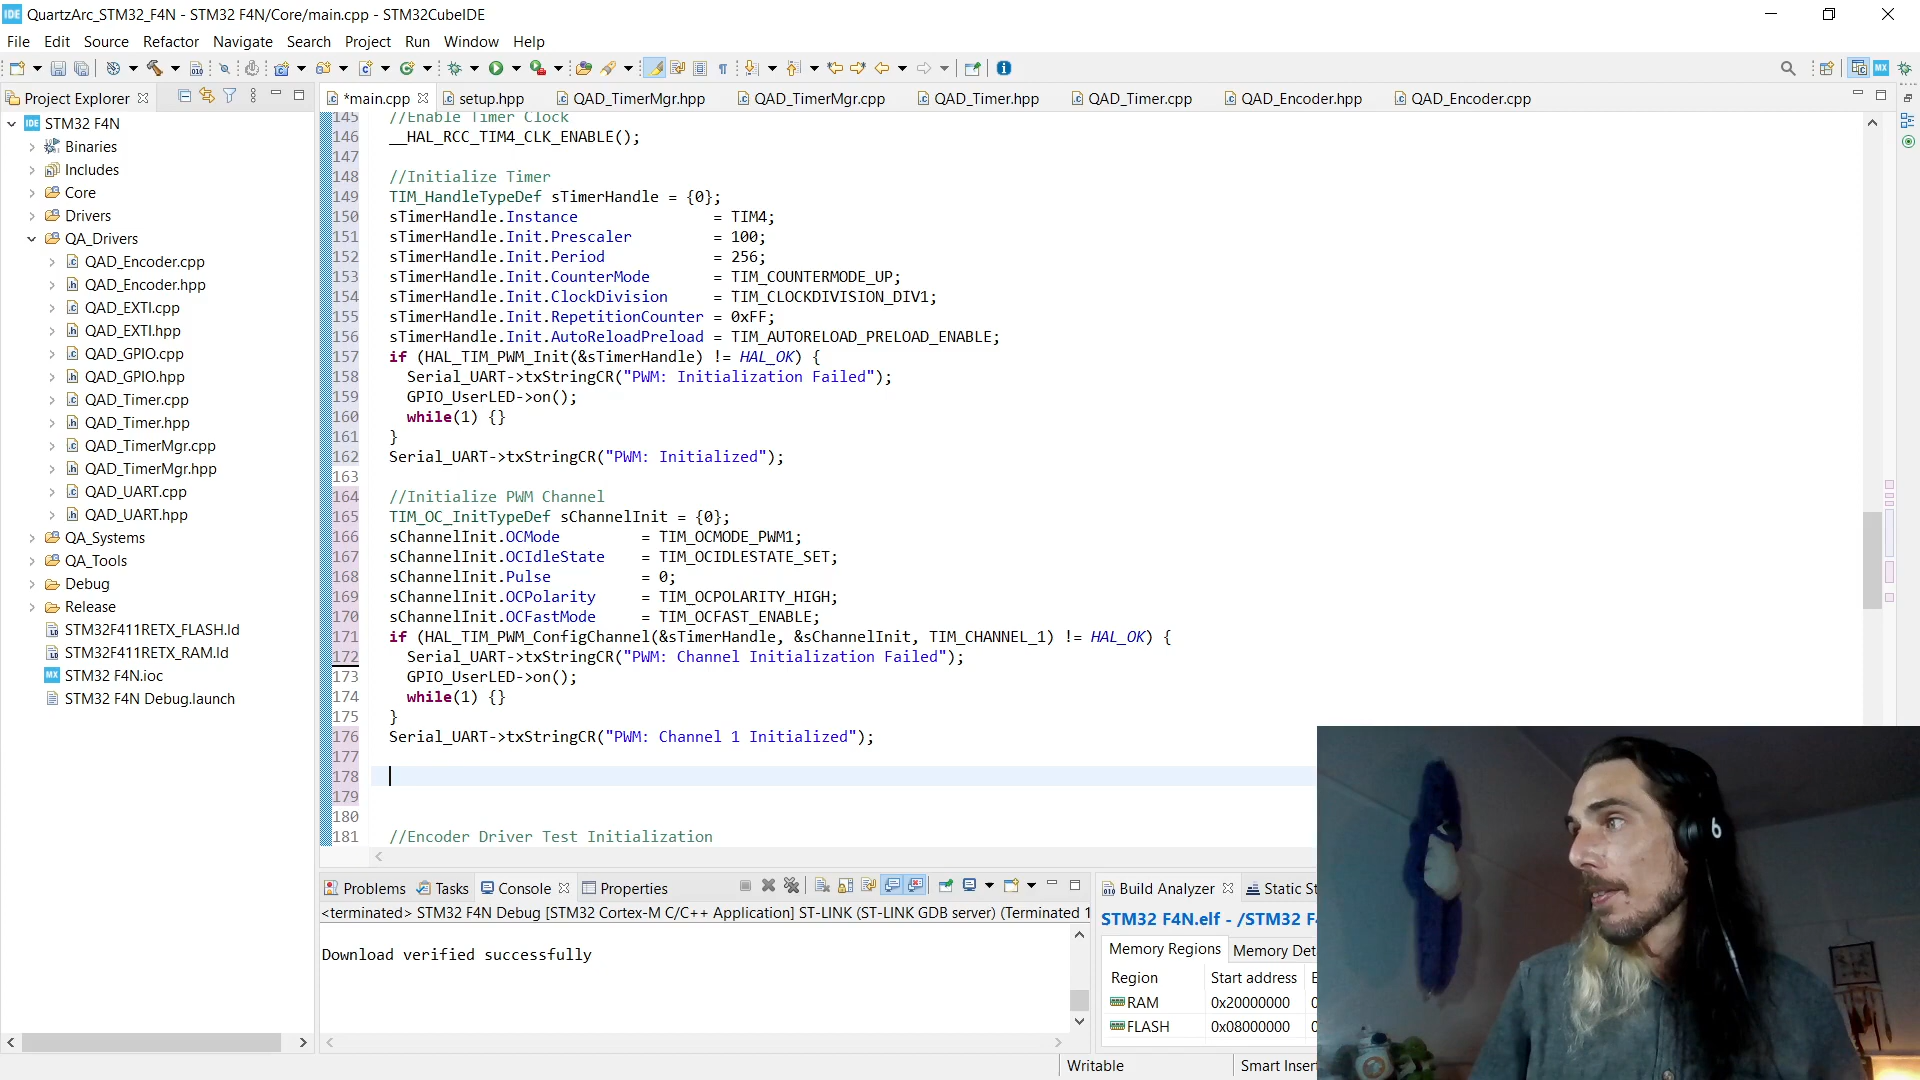 IDE QuartzArc_STM32_F4N - STM32 F4N/Core/main.cpp - STM32CubeIDE
File Edit Source Refactor Navigate Search Project Run Window Help
Project Explorer
*main.cpp setup.hpp QAD_TimerMgr.hpp QAD_TimerMgr.cpp QAD_Timer.hpp QAD_Timer.cpp QAD_Encoder.hpp QAD_Encoder.cpp
IDE STM32 F4N
Binaries
Includes
Core
Drivers
QA_Drivers
QAD_Encoder.cpp
QAD_Encoder.hpp
QAD_EXTI.cpp
QAD_EXTI.hpp
QAD_GPIO.cpp
QAD_GPIO.hpp
QAD_Timer.cpp
QAD_Timer.hpp
QAD_TimerMgr.cpp
QAD_TimerMgr.hpp
QAD_UART.cpp
QAD_UART.hpp
QA_Systems
QA_Tools
Debug
Release
STM32F411RETX_FLASH.ld
STM32F411RETX_RAM.ld
MX STM32 F4N.ioc
STM32 F4N Debug.launch
145 //Enable Timer Clock
146 __HAL_RCC_TIM4_CLK_ENABLE();
147
148 //Initialize Timer
149 TIM_HandleTypeDef sTimerHandle = {0};
150 sTimerHandle.Instance = TIM4;
151 sTimerHandle.Init.Prescaler = 100;
152 sTimerHandle.Init.Period = 256;
153 sTimerHandle.Init.CounterMode = TIM_COUNTERMODE_UP;
154 sTimerHandle.Init.ClockDivision = TIM_CLOCKDIVISION_DIV1;
155 sTimerHandle.Init.RepetitionCounter = 0xFF;
156 sTimerHandle.Init.AutoReloadPreload = TIM_AUTORELOAD_PRELOAD_ENABLE;
157 if (HAL_TIM_PWM_Init(&sTimerHandle) != HAL_OK) {
158 Serial_UART->txStringCR("PWM: Initialization Failed");
159 GPIO_UserLED->on();
160 while(1) {}
161 }
162 Serial_UART->txStringCR("PWM: Initialized");
163
164 //Initialize PWM Channel
165 TIM_OC_InitTypeDef sChannelInit = {0};
166 sChannelInit.OCMode = TIM_OCMODE_PWM1;
167 sChannelInit.OCIdleState = TIM_OCIDLESTATE_SET;
168 sChannelInit.Pulse = 0;
169 sChannelInit.OCPolarity = TIM_OCPOLARITY_HIGH;
170 sChannelInit.OCFastMode = TIM_OCFAST_ENABLE;
171 if (HAL_TIM_PWM_ConfigChannel(&sTimerHandle, &sChannelInit, TIM_CHANNEL_1) != HAL_OK) {
172 Serial_UART->txStringCR("PWM: Channel Initialization Failed");
173 GPIO_UserLED->on();
174 while(1) {}
175 }
176 Serial_UART->txStringCR("PWM: Channel 1 Initialized");
177
178
179
180
181 //Encoder Driver Test Initialization
Problems Tasks Console Properties
<terminated> STM32 F4N Debug [STM32 Cortex-M C/C++ Application] ST-LINK (ST-LINK GDB server) (Terminated 1
Download verified successfully
Build Analyzer Static St
STM32 F4N.elf - /STM32 F4
Memory Regions Memory Det
Region Start address
RAM 0x20000000
FLASH 0x08000000
Writable Smart Inser